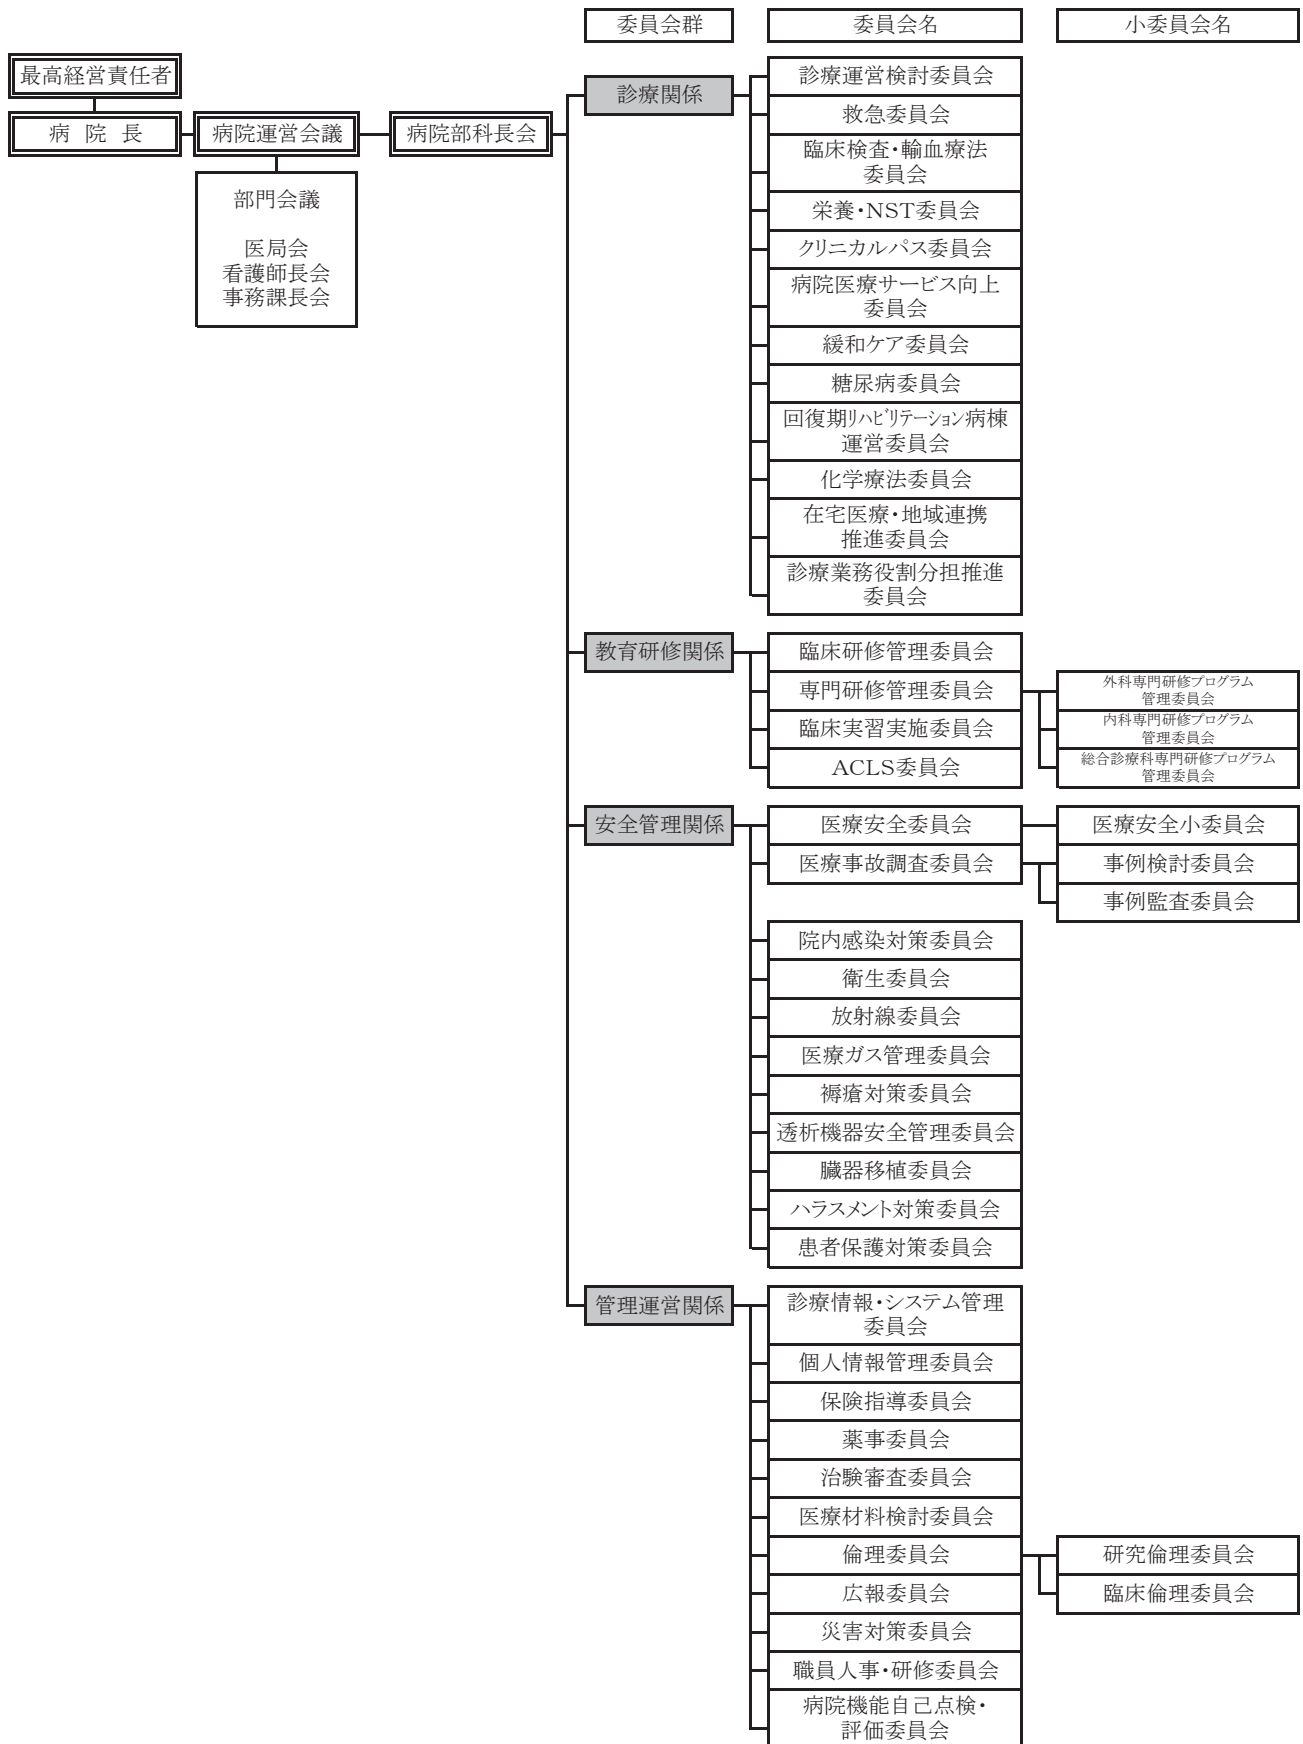 委員会群
委員会名
小委員会名
最高経営責任者
病 院 長
病院運営会議
病院部科長会
部門会議
医局会
看護師長会
事務課長会
診療関係
診療運営検討委員会
救急委員会
臨床検査・輸血療法
委員会
栄養・NST委員会
クリニカルパス委員会
病院医療サービス向上
委員会
緩和ケア委員会
糖尿病委員会
回復期リハビリテーション病棟
運営委員会
化学療法委員会
在宅医療・地域連携
推進委員会
診療業務役割分担推進
委員会
教育研修関係
臨床研修管理委員会
専門研修管理委員会
外科専門研修プログラム
管理委員会
内科専門研修プログラム
管理委員会
総合診療科専門研修プログラム
管理委員会
臨床実習実施委員会
ACLS委員会
安全管理関係
医療安全委員会
医療安全小委員会
医療事故調査委員会
事例検討委員会
事例監査委員会
院内感染対策委員会
衛生委員会
放射線委員会
医療ガス管理委員会
褥瘡対策委員会
透析機器安全管理委員会
臓器移植委員会
ハラスメント対策委員会
患者保護対策委員会
管理運営関係
診療情報・システム管理
委員会
個人情報管理委員会
保険指導委員会
薬事委員会
治験審査委員会
医療材料検討委員会
倫理委員会
研究倫理委員会
臨床倫理委員会
広報委員会
災害対策委員会
職員人事・研修委員会
病院機能自己点検・
評価委員会